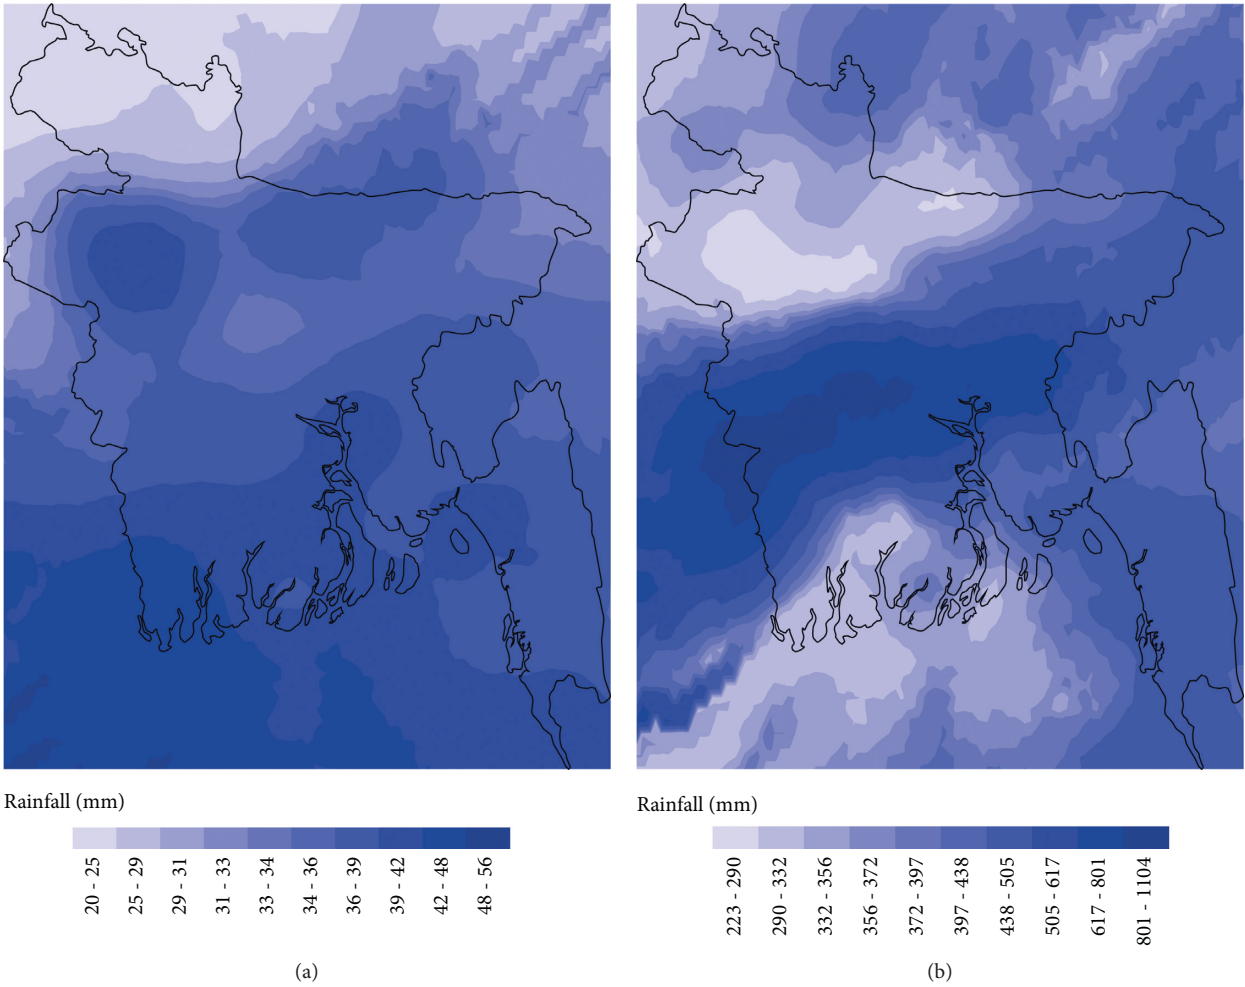 Rainfall (mm)
20 - 25
25 - 29
29 - 31
31 - 33
33 - 34
34 - 36
36 - 39
39 - 42
42 - 48
48 - 56
(a)
Rainfall (mm)
223 - 290
290 - 332
332 - 356
356 - 372
372 - 397
397 - 438
438 - 505
505 - 617
617 - 801
801 - 1104
(b)